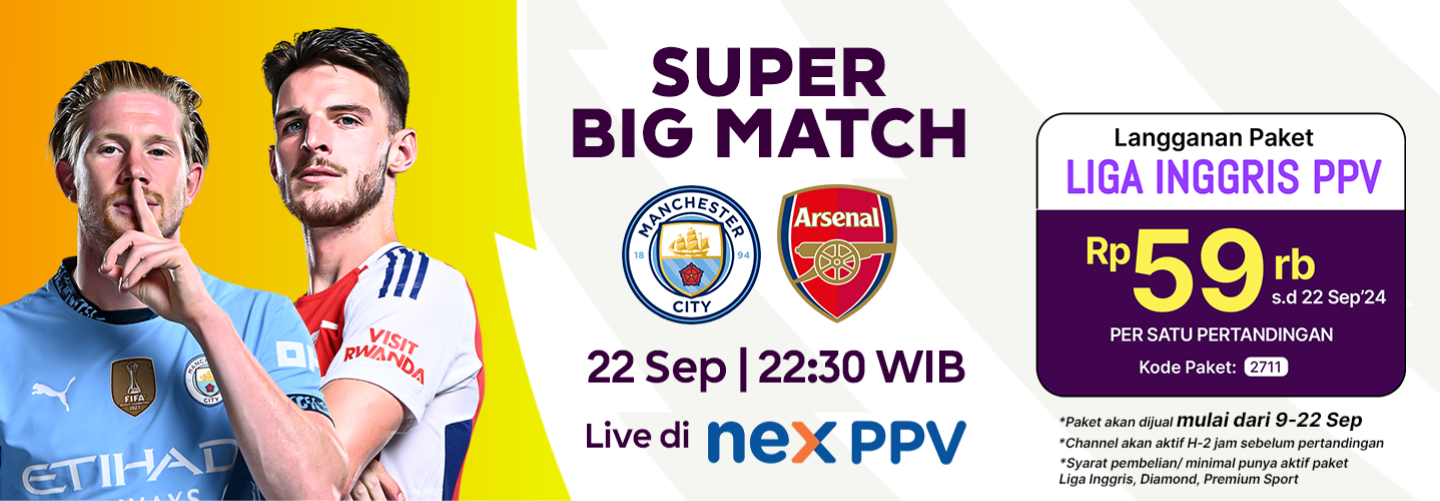 SUPER
BIG MATCH
MANCHESTER
18 94
CITY
Arsenal
22 Sep | 22:30 WIB
Live di nex PPV
Langganan Paket
LIGA INGGRIS PPV
Rp59rb
s.d 22 Sep'24
PER SATU PERTANDINGAN
Kode Paket: 2711
*Paket akan dijual mulai dari 9-22 Sep
*Channel akan aktif H-2 jam sebelum pertandingan
*Syarat pembelian/ minimal punya aktif paket
Liga Inggris, Diamond, Premium Sport
VISIT
RWANDA
FIFA
CITY
ETIHAD